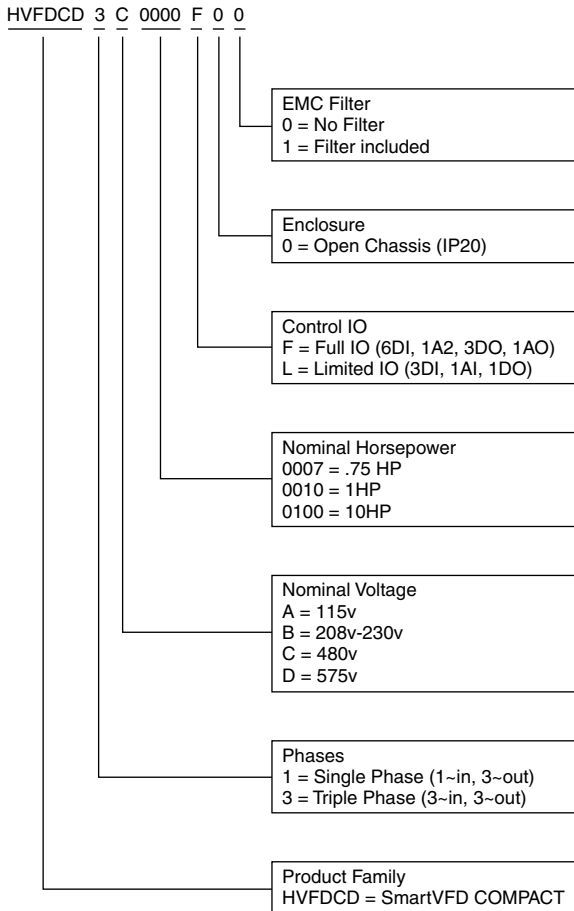 HVFDCD 3 C 0000 F 0 0
EMC Filter
0 = No Filter
1 = Filter included
Enclosure
0 = Open Chassis (IP20)
Control IO
F = Full IO (6DI, 1A2, 3DO, 1AO)
L = Limited IO (3DI, 1AI, 1DO)
Nominal Horsepower
0007 = .75 HP
0010 = 1HP
0100 = 10HP
Nominal Voltage
A = 115v
B = 208v-230v
C = 480v
D = 575v
Phases
1 = Single Phase (1~in, 3~out)
3 = Triple Phase (3~in, 3~out)
Product Family
HVFDCD = SmartVFD COMPACT